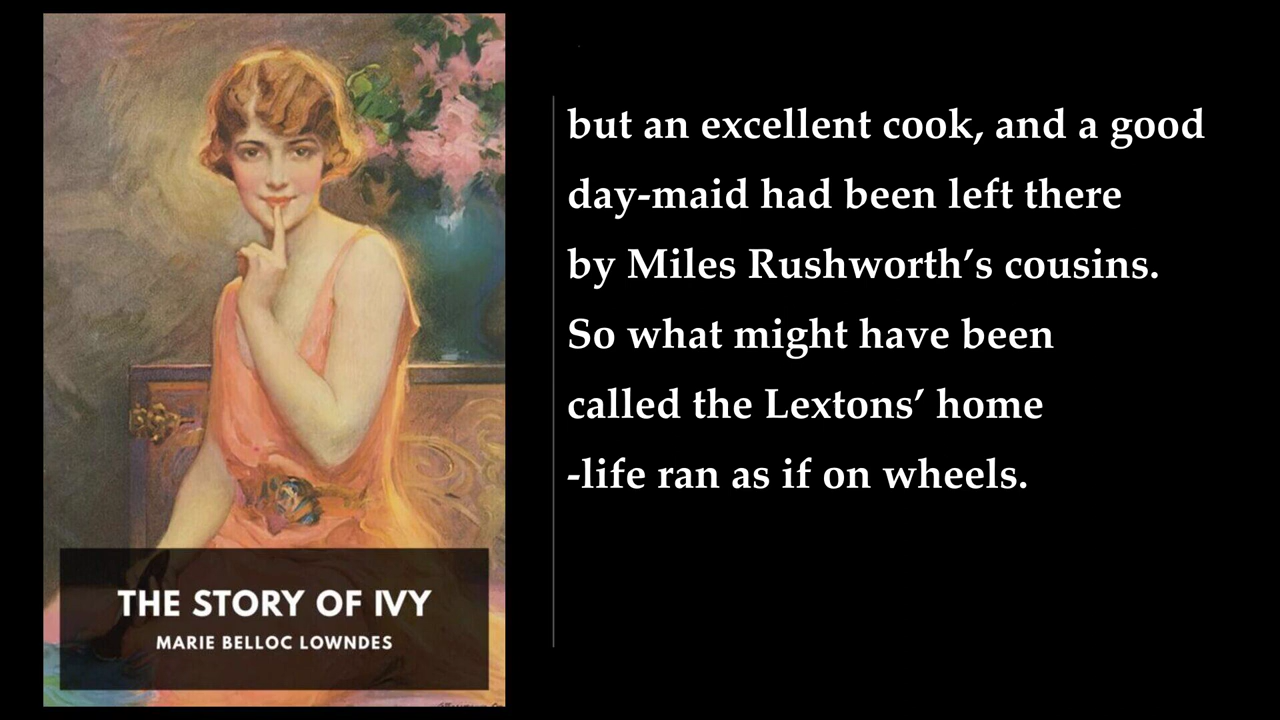 but an excellent cook, and a good
day-maid had been left there
by Miles Rushworth’s cousins.
So what might have been
called the Lextons’ home
-life ran as if on wheels.
THE STORY OF IVY
MARIE BELLOC LOWNDES